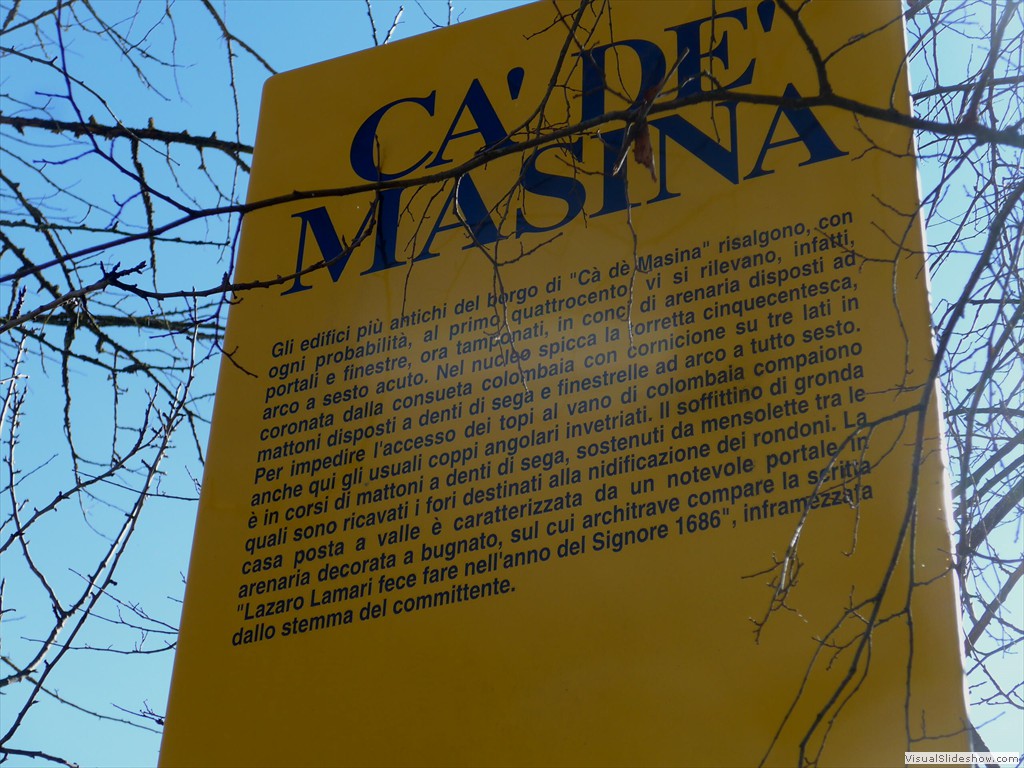 CA' DE'
MASINA
Gli edifici più antichi del borgo di "Cà dè Masina" risalgono, con
ogni probabilità, al primo quattrocento; vi si rilevano, infatti,
portali e finestre, ora tamponati, in conci di arenaria disposti ad
arco a sesto acuto. Nel nucleo spicca la torretta cinquecentesca,
coronata dalla consueta colombaia con cornicione su tre lati in
mattoni disposti a denti di sega e finestrelle ad arco a tutto sesto.
Per impedire l'accesso dei topi al vano di colombaia compaiono
anche qui gli usuali coppi angolari invetriati. Il soffittino di gronda
è in corsi di mattoni a denti di sega, sostenuti da mensolette tra le
quali sono ricavati i fori destinati alla nidificazione dei rondoni. La
casa posta a valle è caratterizzata da un notevole portale in
arenaria decorata a bugnato, sul cui architrave compare la scritta
"Lazaro Lamari fece fare nell'anno del Signore 1686", inframezzata
dallo stemma del committente.
VisualSlideshow.com